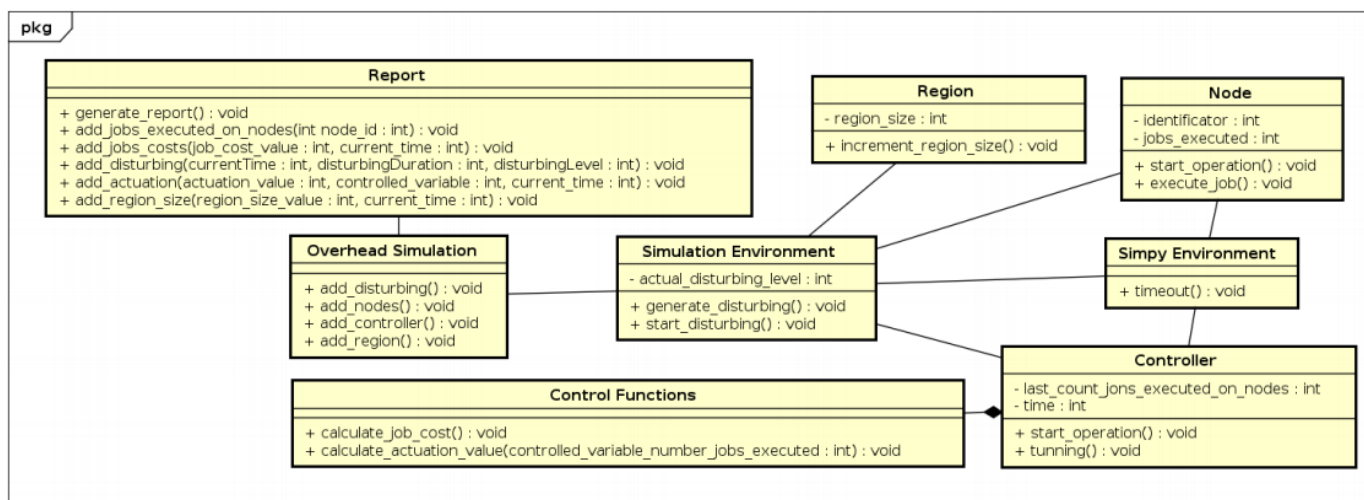 pkg
Report
+ generate_report() : void
+ add_jobs_executed_on_nodes(int node_id : int) : void
+ add_jobs_costs(job_cost_value : int, current_time : int) : void
+ add_disturbing(currentTime : int, disturbingDuration : int, disturbingLevel : int) : void
+ add_actuation(actuation_value : int, controlled_variable : int, current_time : int) : void
+ add_region_size(region_size_value : int, current_time : int) : void
Region
- region_size : int
+ increment_region_size() : void
Node
- identificator : int
- jobs_executed : int
+ start_operation() : void
+ execute_job() : void
Overhead Simulation
+ add_disturbing() : void
+ add_nodes() : void
+ add_controller() : void
+ add_region() : void
Simulation Environment
- actual_disturbing_level : int
+ generate_disturbing() : void
+ start_disturbing() : void
Simpy Environment
+ timeout() : void
Controller
- last_count_jons_executed_on_nodes : int
- time : int
+ start_operation() : void
+ tunning() : void
Control Functions
+ calculate_job_cost() : void
+ calculate_actuation_value(controlled_variable_number_jobs_executed : int) : void